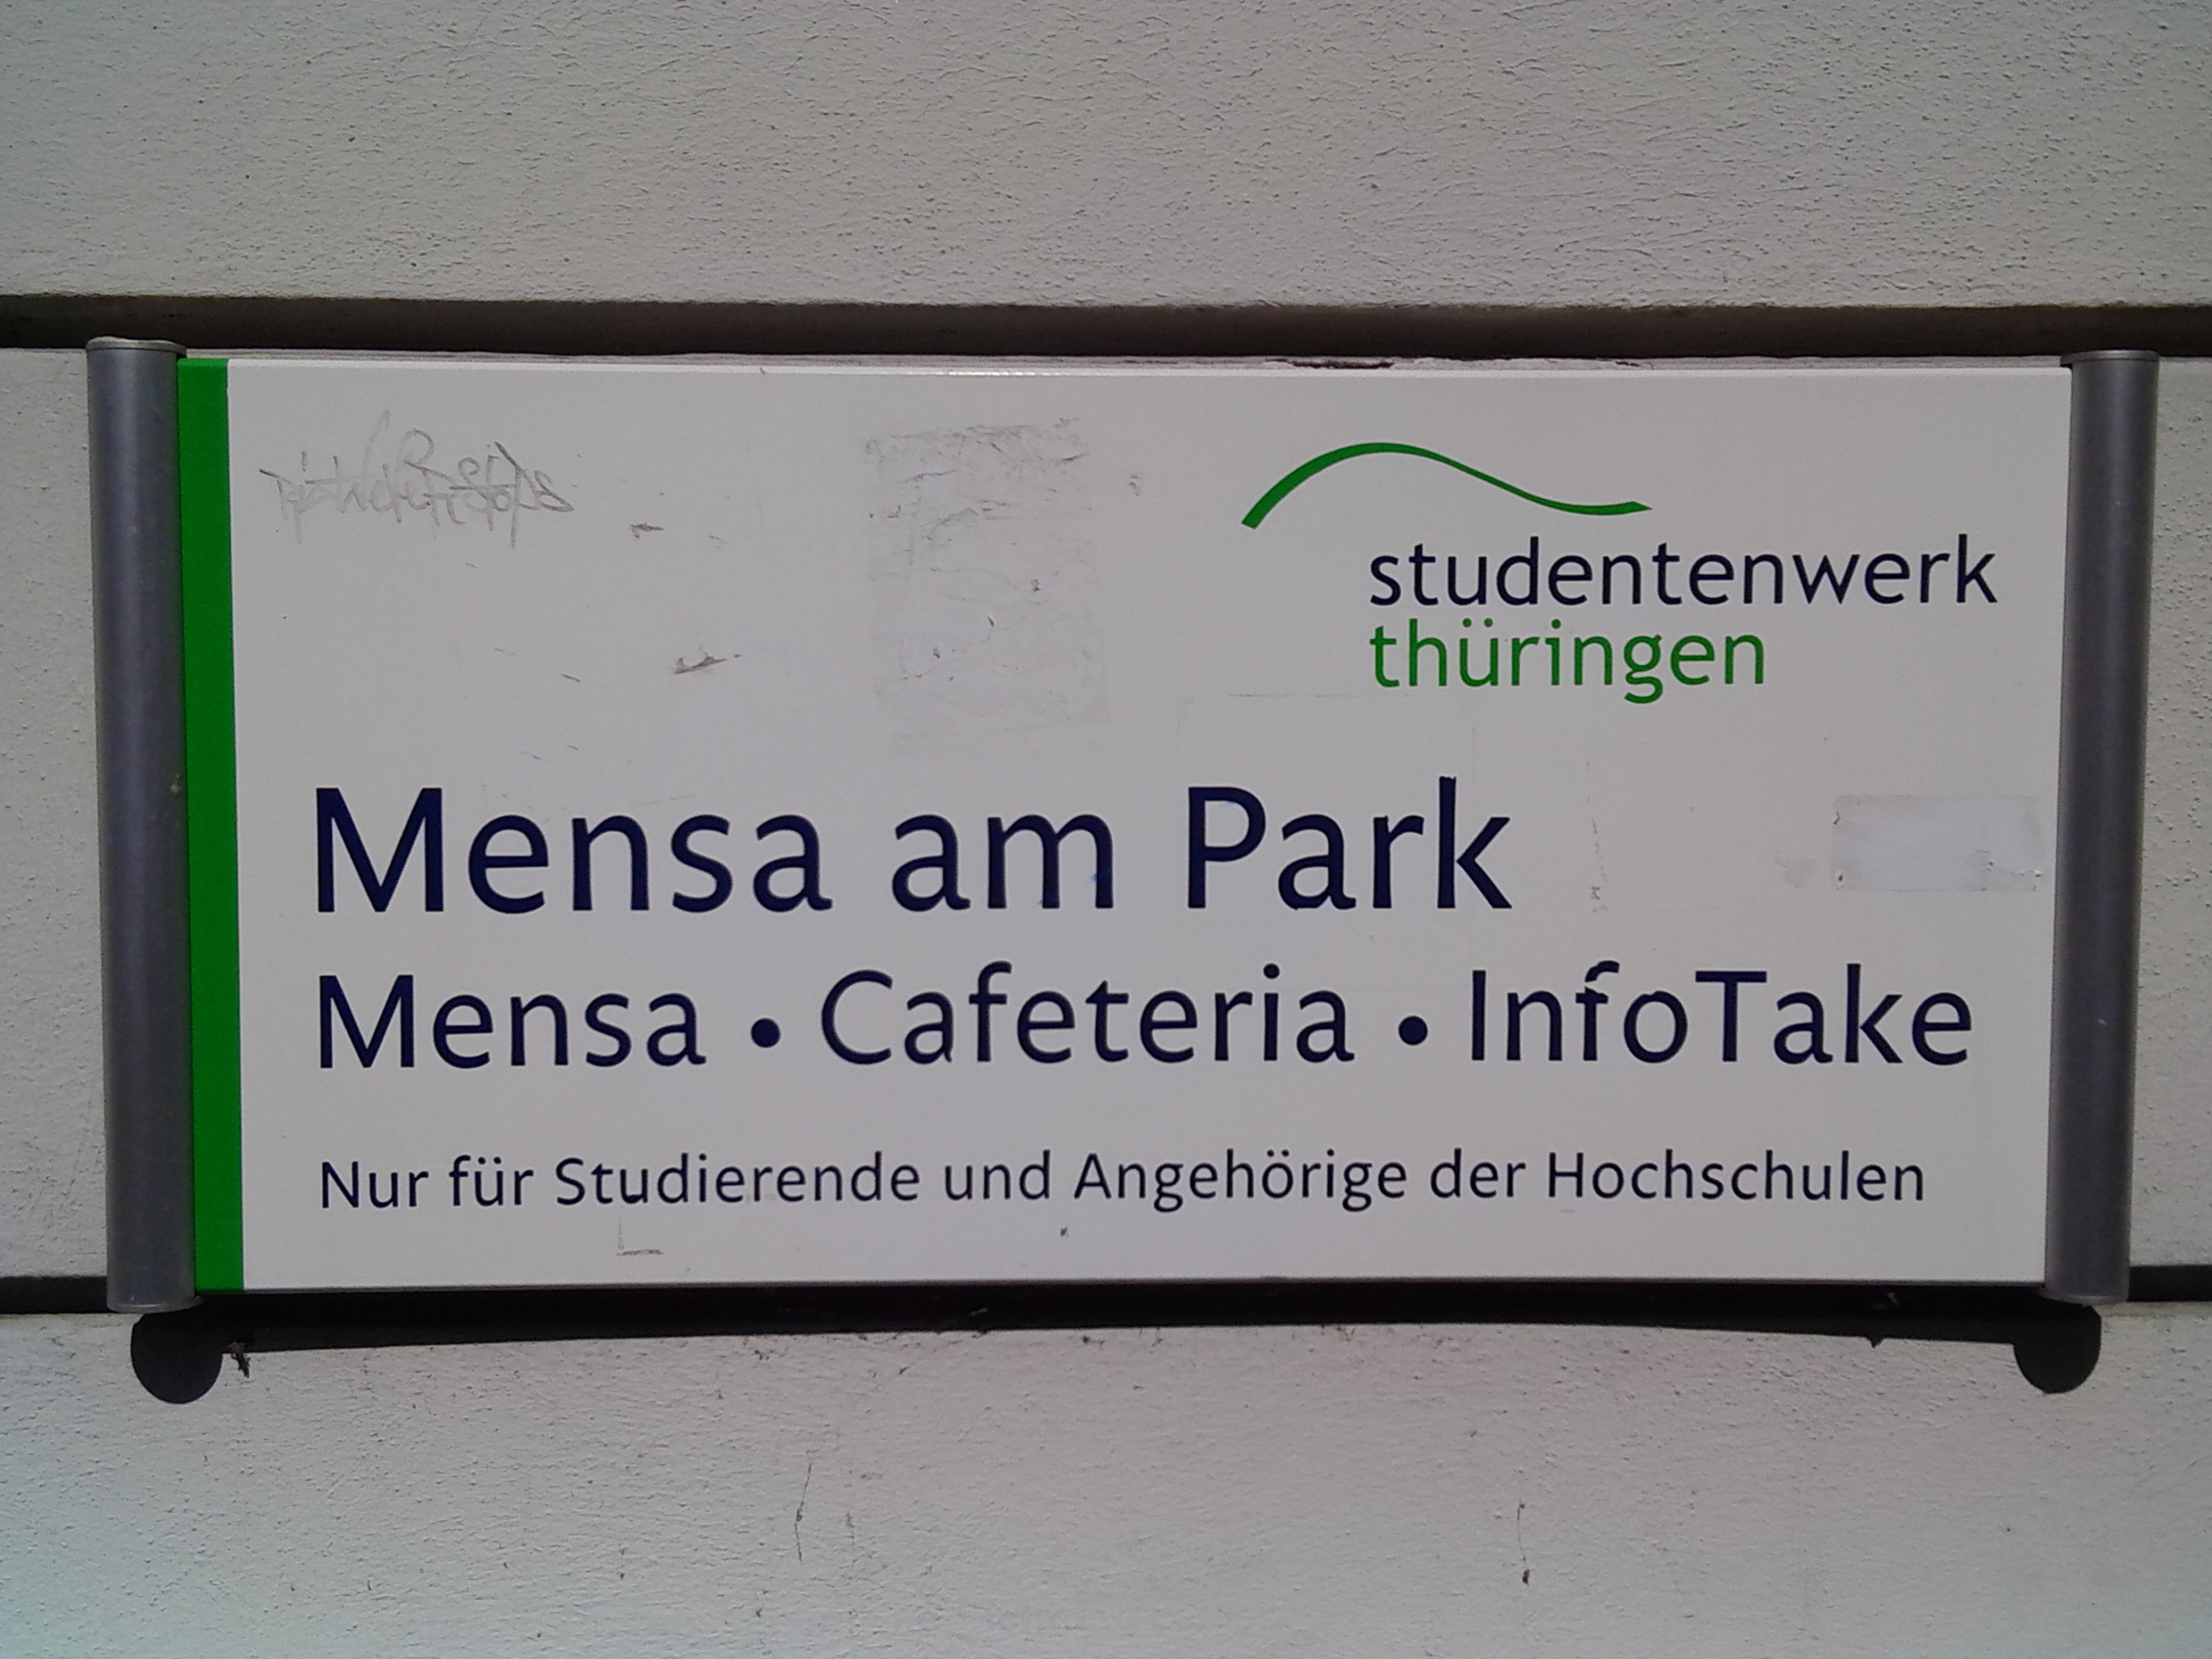 studentenwerk
thüringen
Mensa am Park
Mensa • Cafeteria • InfoTake
Nur für Studierende und Angehörige der Hochschulen